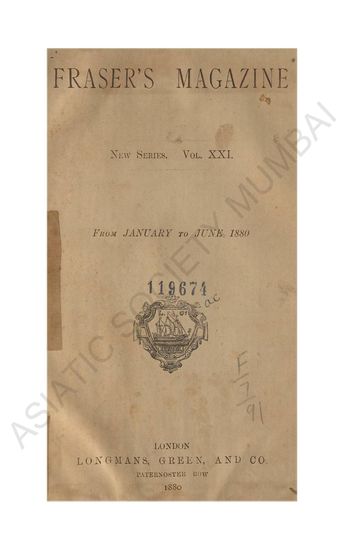 FRASER'S MAGAZINE
NEW SERIES. VOL. XXI.
FROM JANUARY TO JUNE, 1880
119674
LONDON
LONGMANS, GREEN, AND CO.
PATERNOSTER ROW
1880
ASIATIC SOCIETY MUMBAI